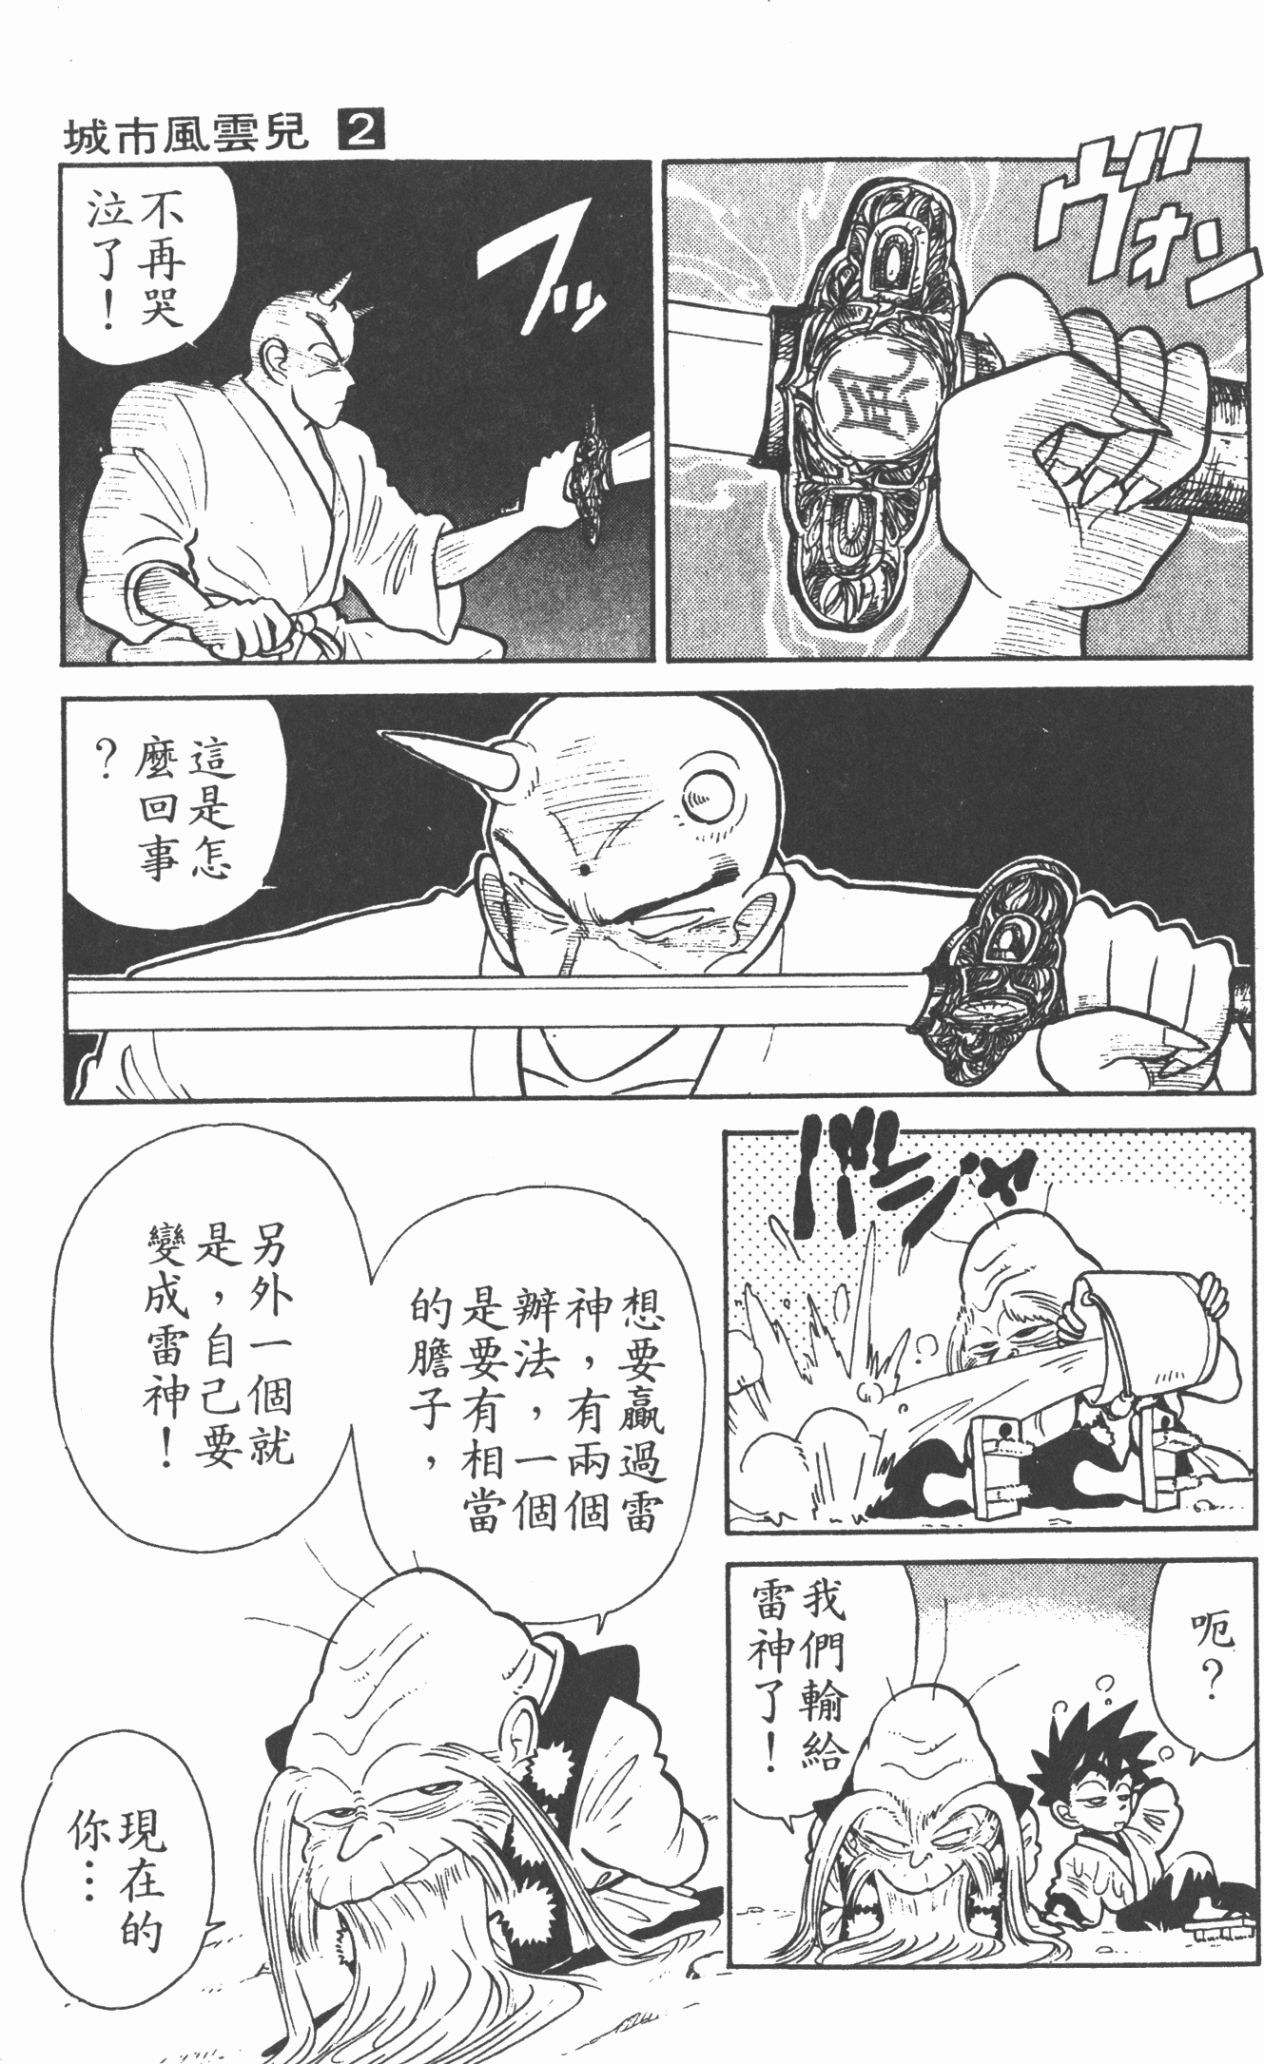 城市風雲兒 2
ヴォン
風
不再哭
泣了！
フッ
這是怎
麼回事
？
バシャ
呃？
我們輸給
雷神了！
想要贏過雷
神，有兩個
辦法，一個
是要有相當
的膽子，
另外一個就
是，自己要
變成雷神！
現在的
你…